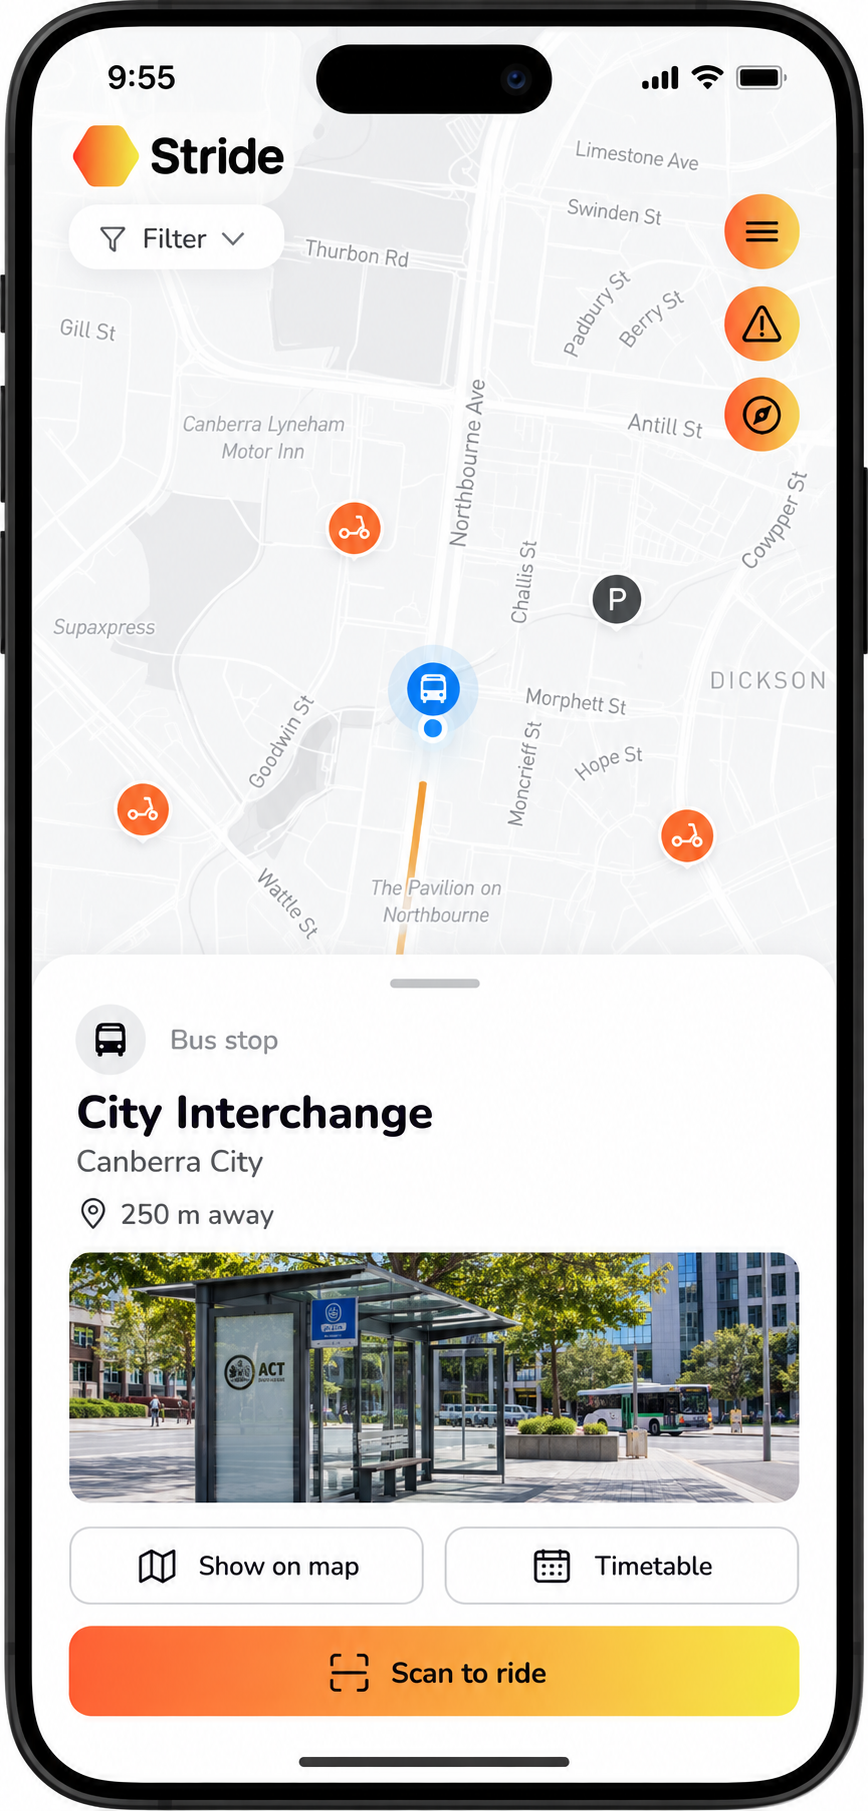 9:55
Stride
Filter
Limestone Ave
Swinden St
Thurbon Rd
Padbury St
Berry St
Gill St
Canberra Lyneham
Motor Inn
Northbourne Ave
Antill St
Cowpper St
Challis St
P
Supaxpress
DICKSON
Morphett St
Goodwin St
Moncrieff St
Hope St
Wattle St
The Pavilion on
Northbourne
Bus stop
City Interchange
Canberra City
250 m away
ACT
Show on map
Timetable
Scan to ride